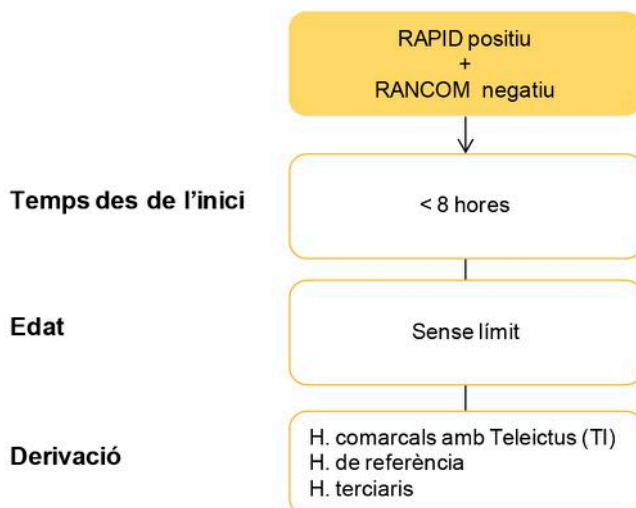 RAPID positiu
+
RANCOM negatiu
Temps des de l'inici
< 8 hores
Edat
Sense límit
Derivació
H. comarcals amb Teleictus (TI)
H. de referència
H. terciaris